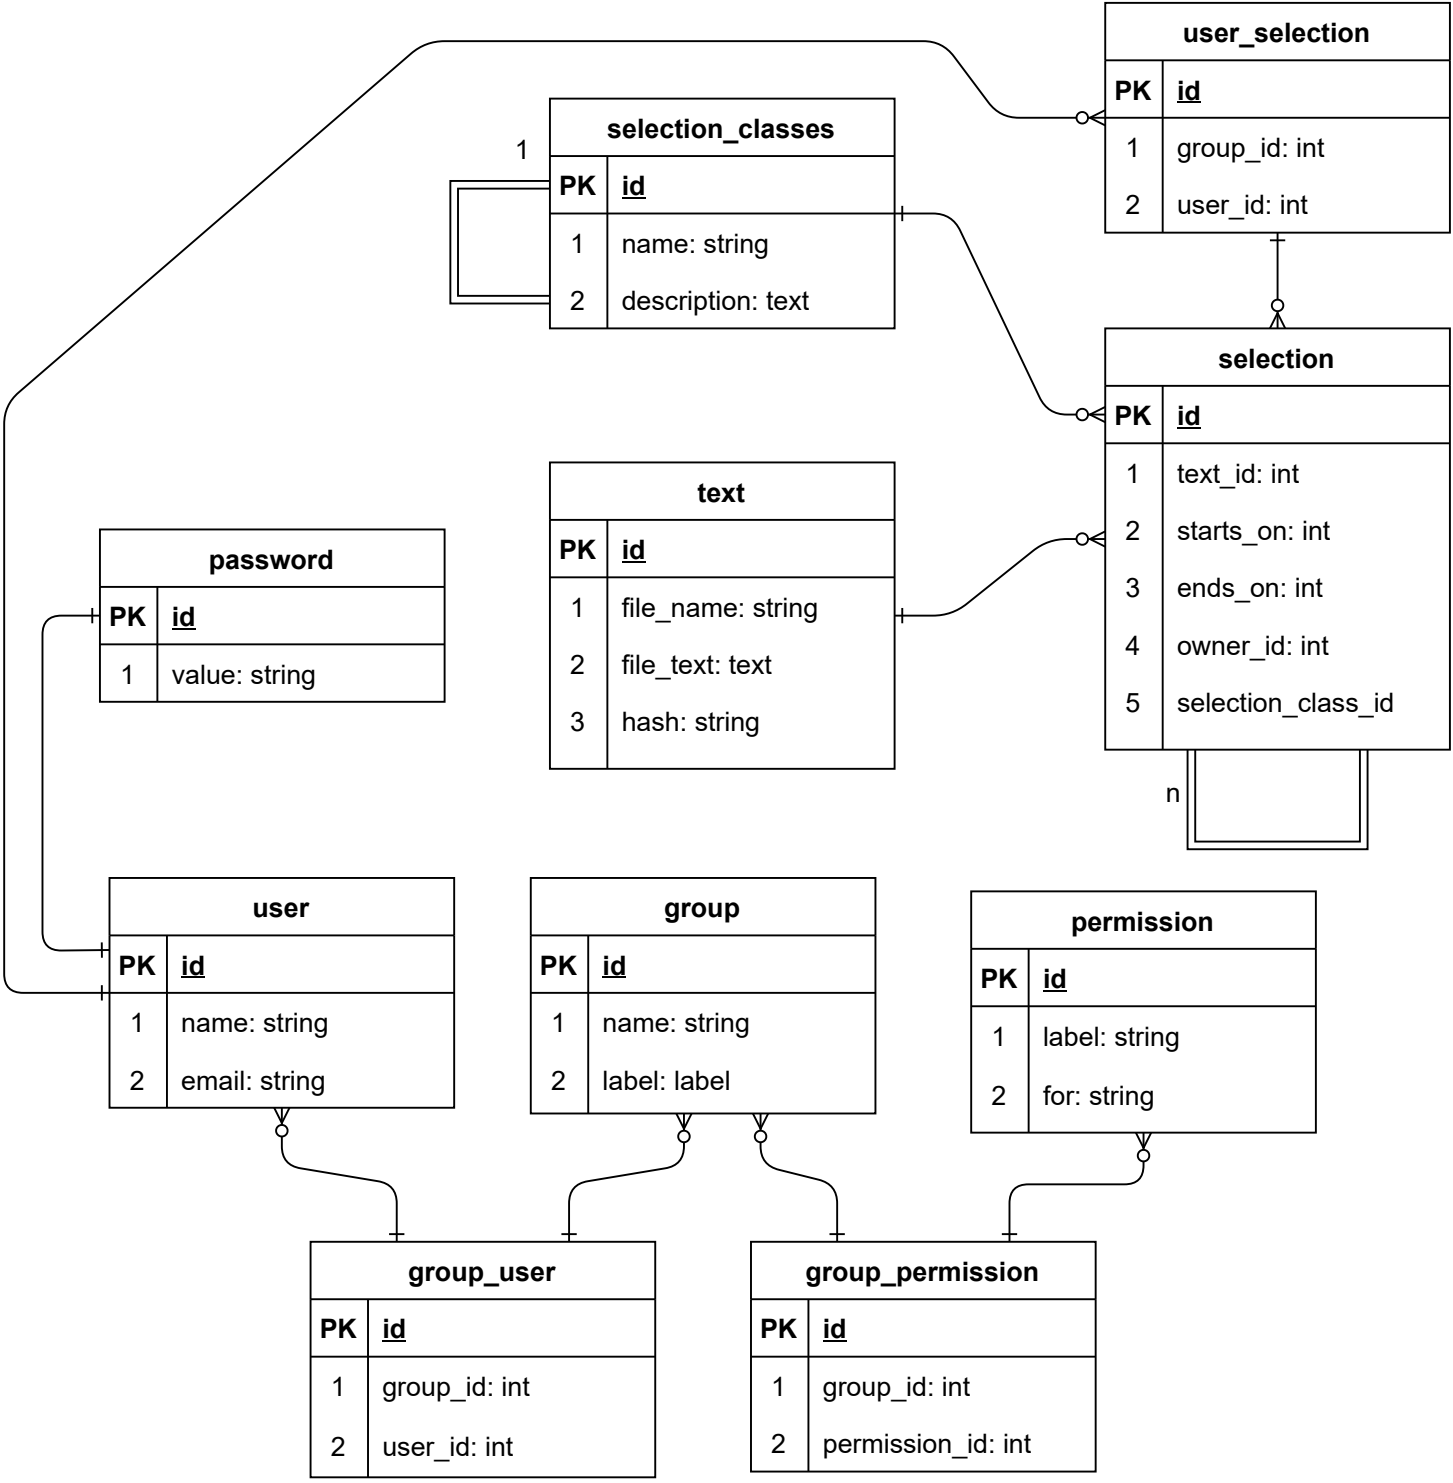 user_selection
PK id
1 group_id: int
2 user_id: int
selection_classes
1
PK id
1 name: string
2 description: text
selection
PK id
1 text_id: int
2 starts_on: int
3 ends_on: int
4 owner_id: int
5 selection_class_id
n
text
PK id
1 file_name: string
2 file_text: text
3 hash: string
password
PK id
1 value: string
user
PK id
1 name: string
2 email: string
group
PK id
1 name: string
2 label: label
permission
PK id
1 label: string
2 for: string
group_user
PK id
1 group_id: int
2 user_id: int
group_permission
PK id
1 group_id: int
2 permission_id: int